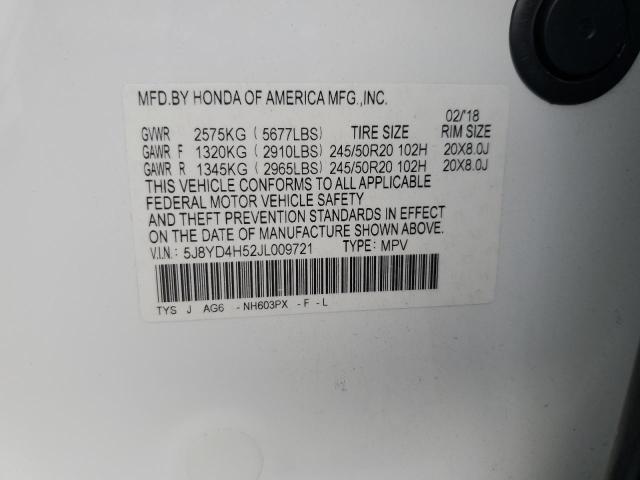 MFD.BY HONDA OF AMERICA MFG.,INC.
02/'18
GVWR 2575KG ( 5677LBS) TIRE SIZE RIM SIZE
GAWR F 1320KG ( 2910LBS) 245/50R20 102H 20X8.0J
GAWR R 1345KG ( 2965LBS) 245/50R20 102H 20X8.0J
THIS VEHICLE CONFORMS TO ALL APPLICABLE
FEDERAL MOTOR VEHICLE SAFETY
AND THEFT PREVENTION STANDARDS IN EFFECT
ON THE DATE OF MANUFACTURE SHOWN ABOVE.
V.I.N.: 5J8YD4H52JL009721 TYPE: MPV
TYS J AG6 -NH603PX -F-L